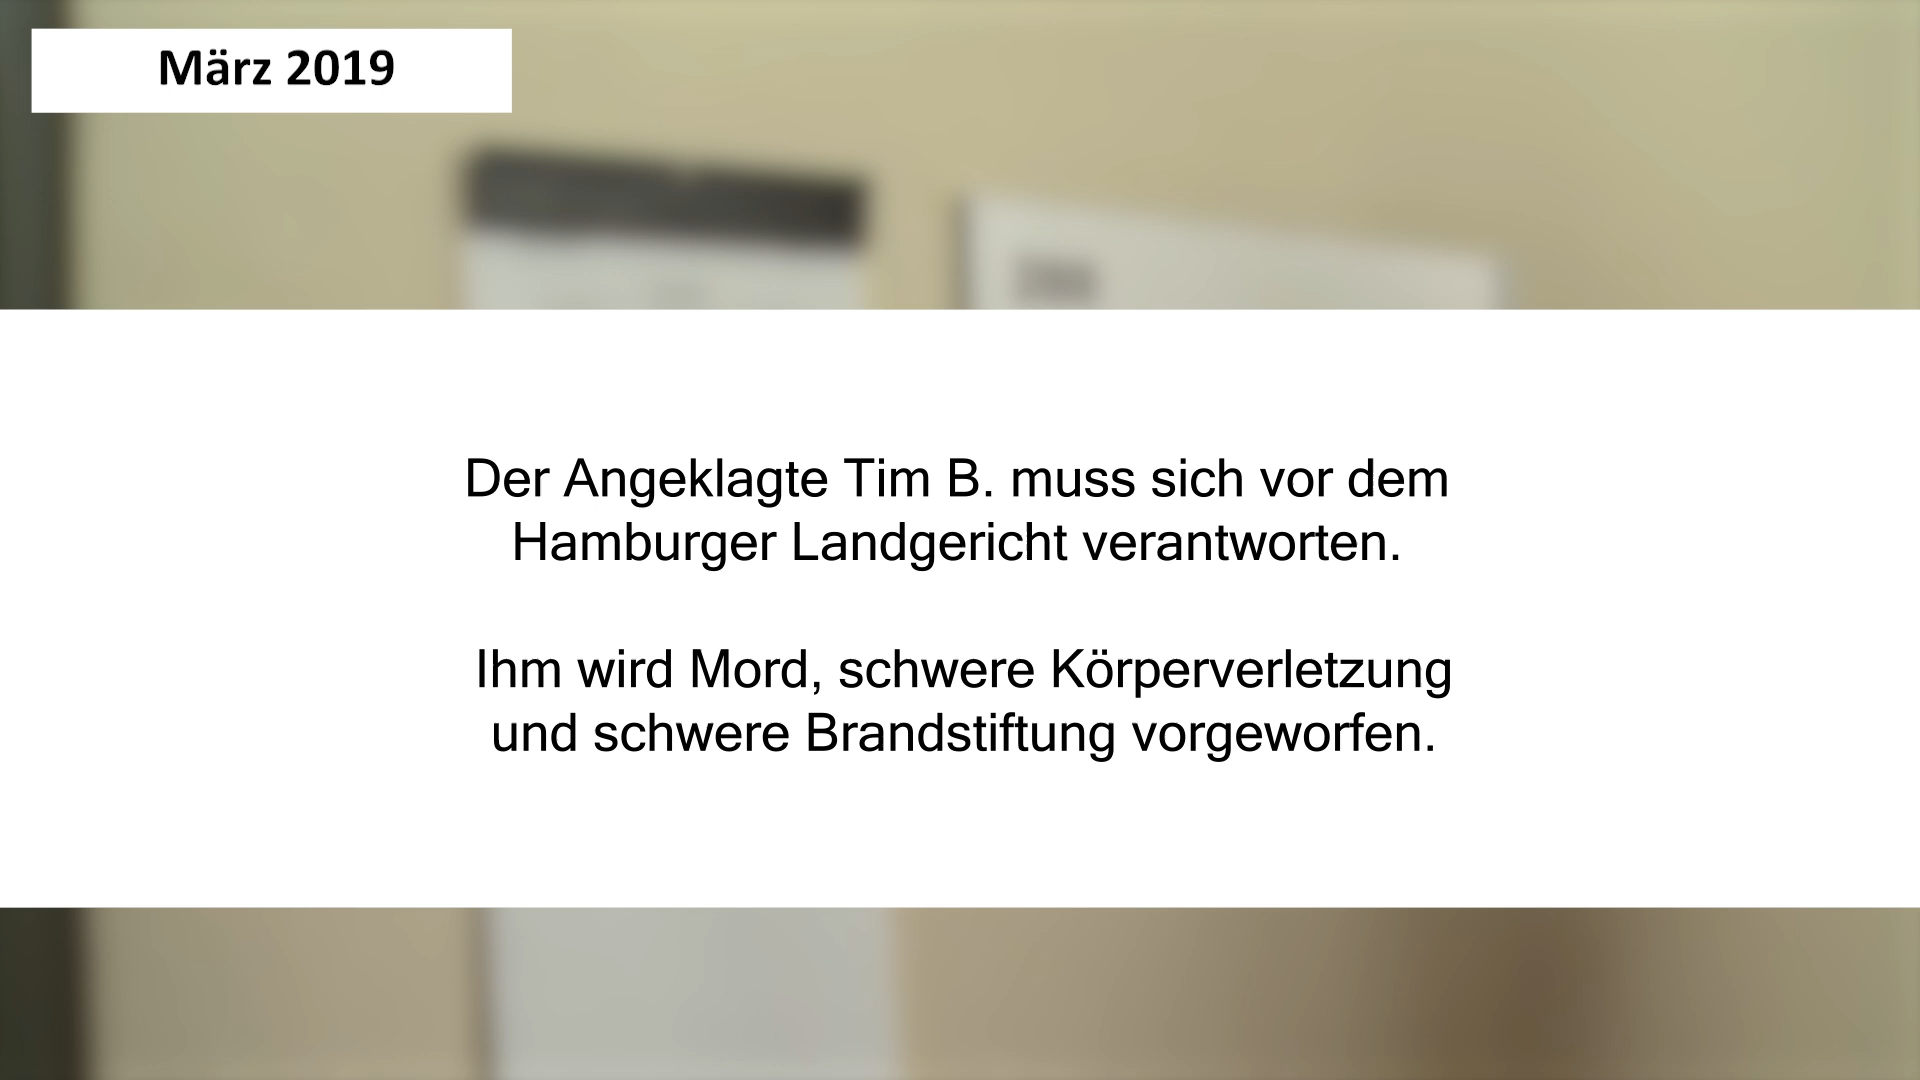 März 2019
Der Angeklagte Tim B. muss sich vor dem
Hamburger Landgericht verantworten.
Ihm wird Mord, schwere Körperverletzung
und schwere Brandstiftung vorgeworfen.